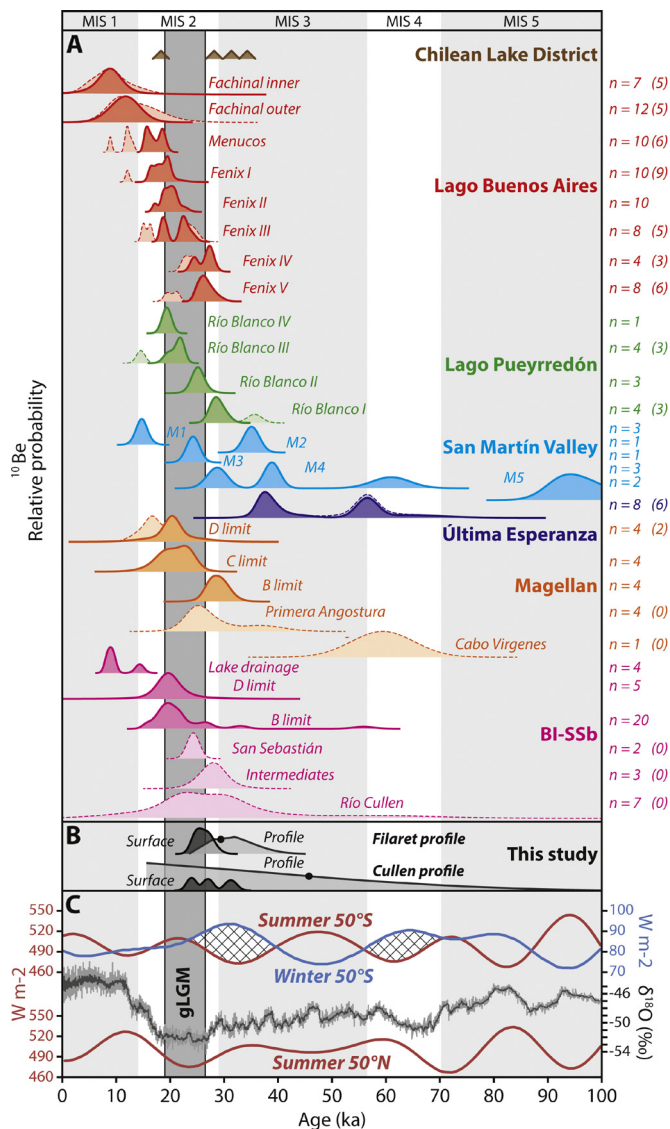 MIS 1 MIS 2 MIS 3 MIS 4 MIS 5
A
Chilean Lake District
Fachinal inner n = 7 (5)
Fachinal outer n = 12 (5)
Menucos n = 10 (6)
Fenix I n = 10 (9)
Lago Buenos Aires
Fenix II n = 10
Fenix III n = 8 (5)
Fenix IV n = 4 (3)
Fenix V n = 8 (6)
Río Blanco IV n = 1
Río Blanco III n = 4 (3)
Lago Pueyrredón
Río Blanco II n = 3
Río Blanco I n = 4 (3)
n = 3
M1 M2 n = 1
San Martín Valley
n = 1
M3 M4 n = 3
M5 n = 2
n = 8 (6)
D limit n = 4 (2)
Última Esperanza
C limit n = 4
B limit Magellan n = 4
Primera Angostura n = 4 (0)
Cabo Virgenes n = 1 (0)
Lake drainage n = 4
D limit n = 5
B limit n = 20
BI-SSb
San Sebastián n = 2 (0)
Intermediates n = 3 (0)
Río Cullen n = 7 (0)
10Be
Relative probability
B
Surface Profile Filaret profile
This study
Profile Cullen profile
Surface
C
550 520 490 460
W m-2
Summer 50°S
Winter 50°S
100 90 80 70
W m-2
gLGM
-46 -50 -54
δ18O (‰)
550 520 490 460
Summer 50°N
0 10 20 30 40 50 60 70 80 90 100
Age (ka)